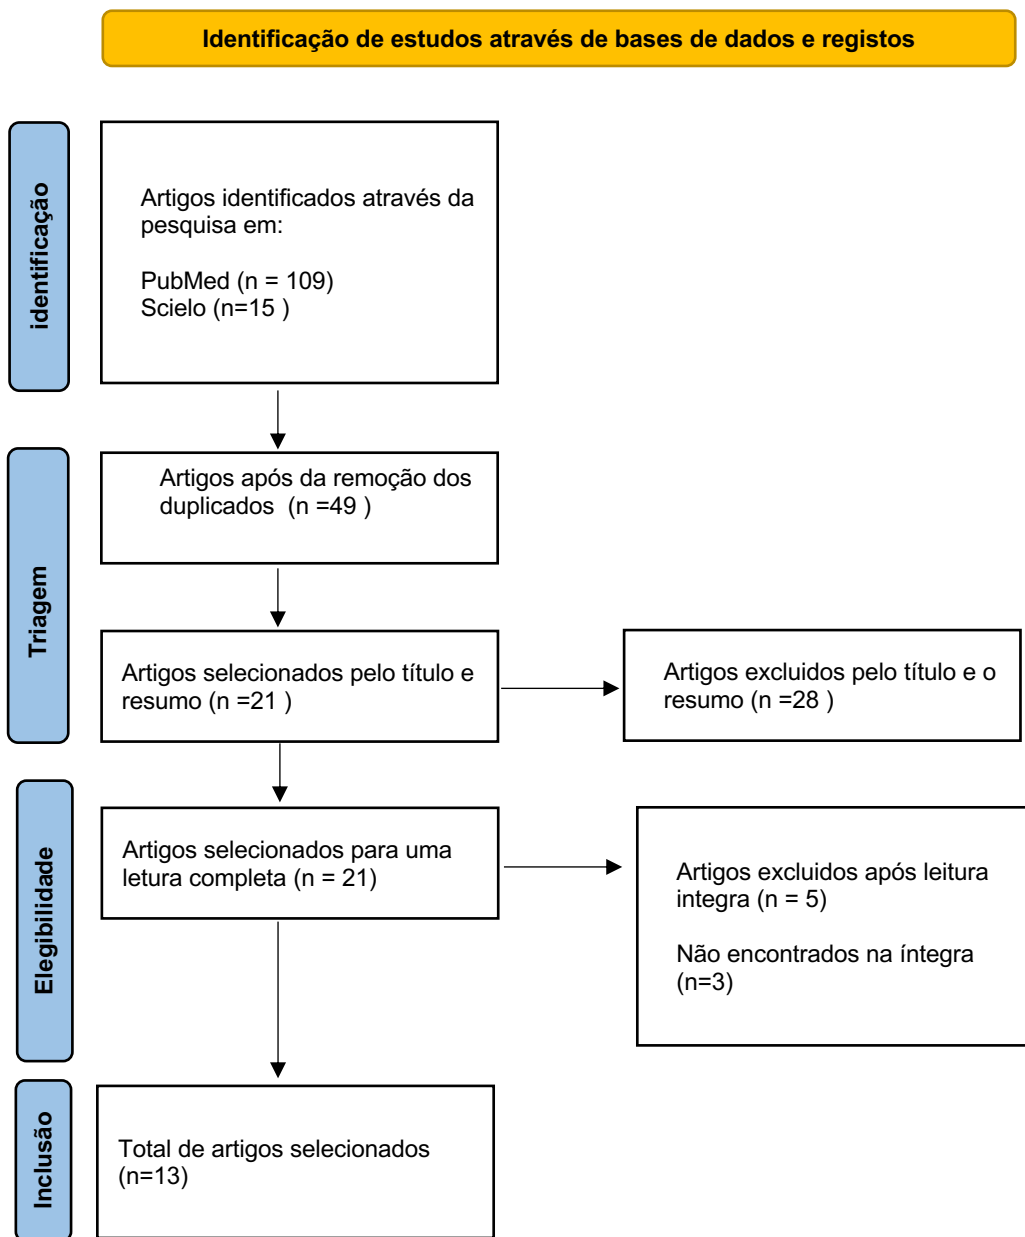 Identificação de estudos através de bases de dados e registos
identificação
Artigos identificados através da
pesquisa em:
PubMed (n = 109)
Scielo (n=15 )
Triagem
Artigos após da remoção dos
duplicados  (n =49 )
Artigos selecionados pelo título e
resumo (n =21 )
Artigos excluidos pelo título e o
resumo (n =28 )
Elegibilidade
Artigos selecionados para uma
letura completa (n = 21)
Artigos excluidos após leitura
integra (n = 5)
Não encontrados na íntegra
(n=3)
Inclusão
Total de artigos selecionados
(n=13)